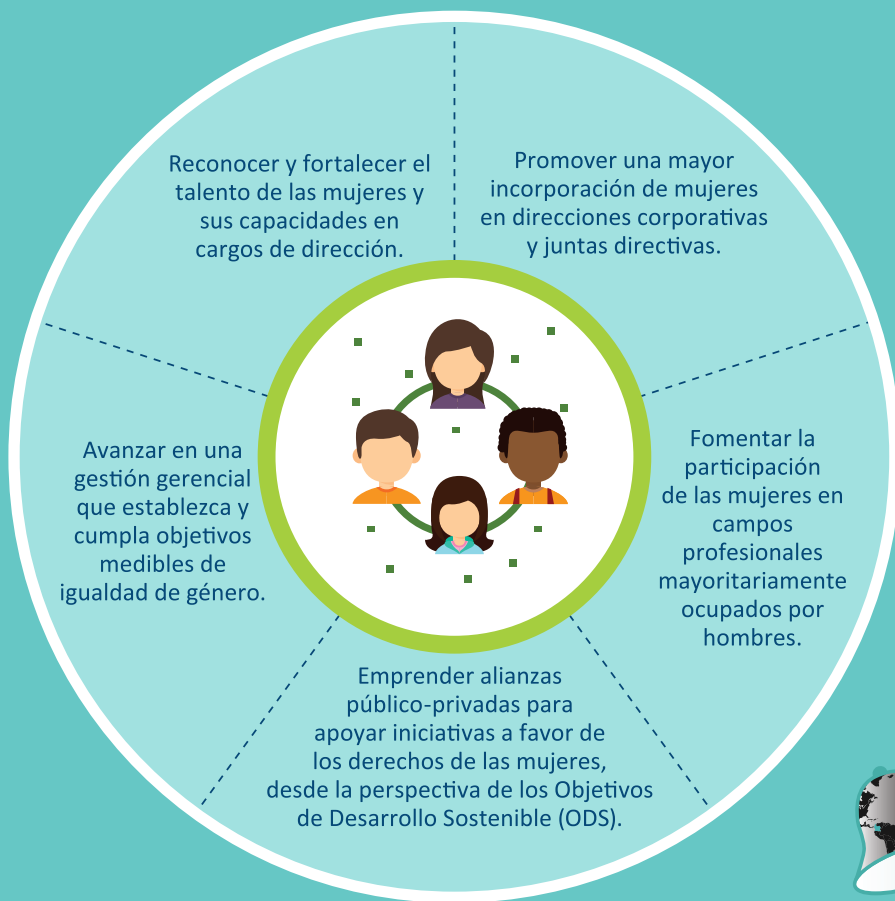 Reconocer y fortalecer el
talento de las mujeres y
sus capacidades en
cargos de dirección.
Promover una mayor
incorporación de mujeres
en direcciones corporativas
y juntas directivas.
Fomentar la
participación
de las mujeres en
campos
profesionales
mayoritariamente
ocupados por
hombres.
Emprender alianzas
público-privadas para
apoyar iniciativas a favor de
los derechos de las mujeres,
desde la perspectiva de los Objetivos
de Desarrollo Sostenible (ODS).
Avanzar en una
gestión gerencial
que establezca y
cumpla objetivos
medibles de
igualdad de género.